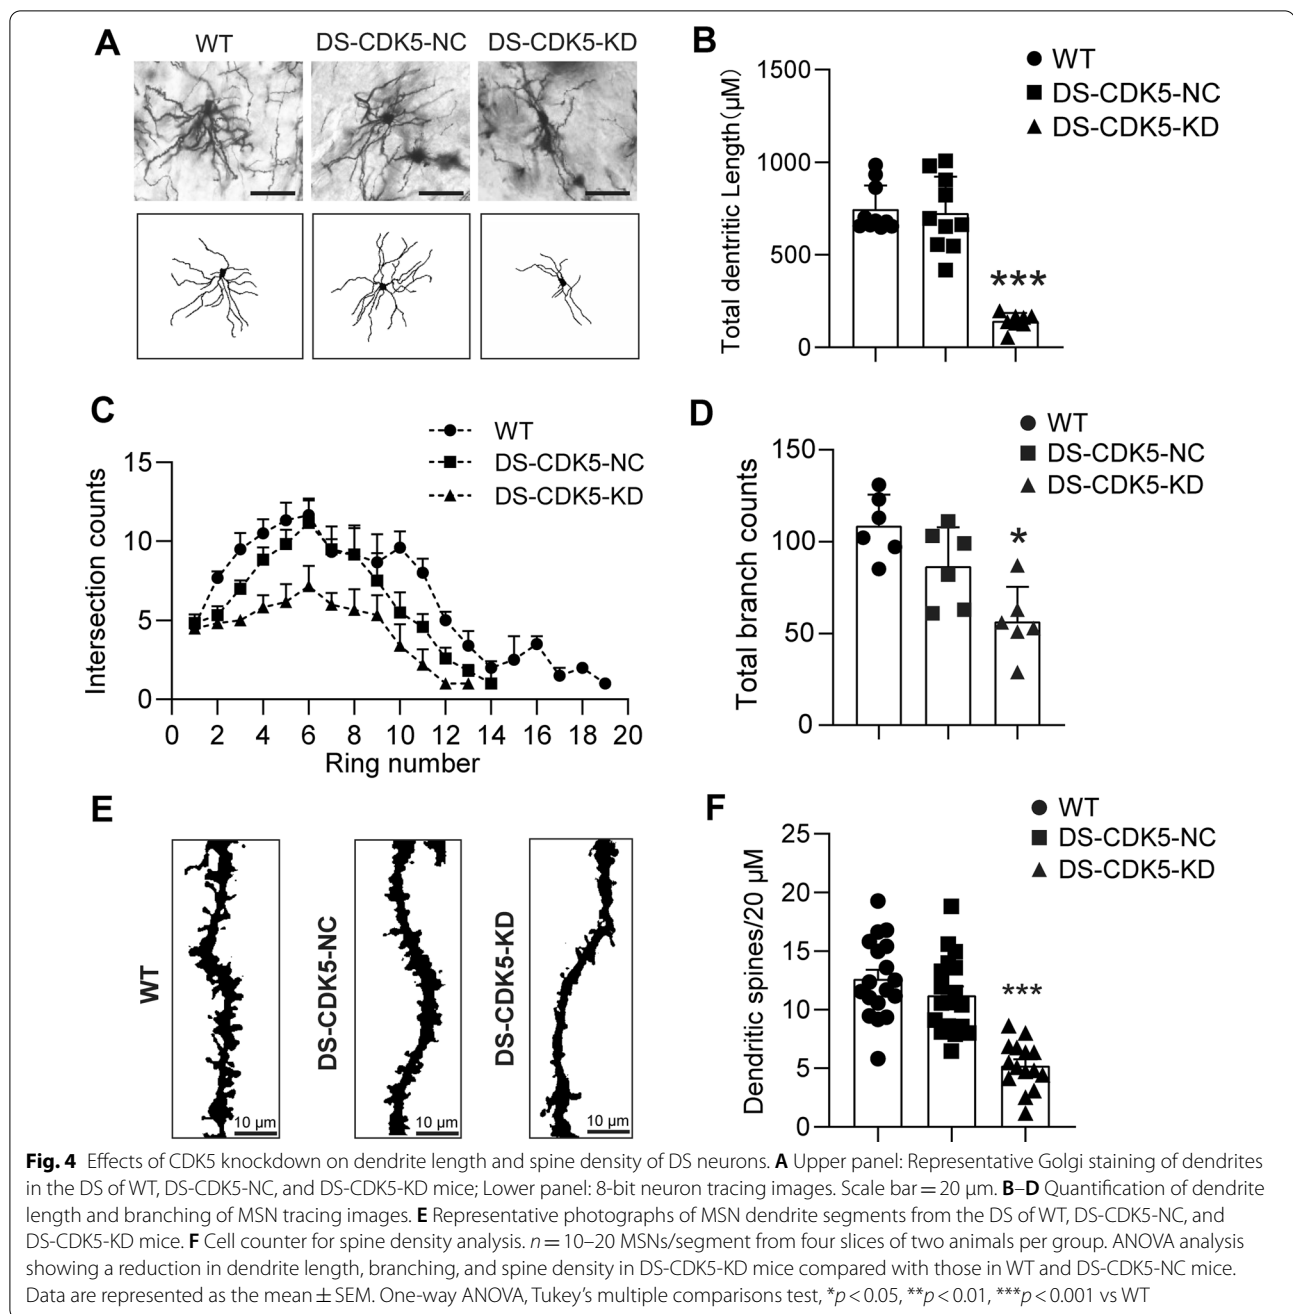 A
WT
DS-CDK5-NC
DS-CDK5-KD
B
WT
DS-CDK5-NC
DS-CDK5-KD
Total dentritic Length(µM)
1500
1000
500
0
***
C
WT
DS-CDK5-NC
DS-CDK5-KD
Intersection counts
15
10
5
0
0 2 4 6 8 10 12 14 16 18 20
Ring number
D
WT
DS-CDK5-NC
DS-CDK5-KD
Total branch counts
150
100
50
0
*
E
WT
10 µm
DS-CDK5-NC
10 µm
DS-CDK5-KD
10 µm
F
WT
DS-CDK5-NC
DS-CDK5-KD
Dendritic spines/20 µM
25
20
15
10
5
0
***
Fig. 4 Effects of CDK5 knockdown on dendrite length and spine density of DS neurons. A Upper panel: Representative Golgi staining of dendrites
in the DS of WT, DS-CDK5-NC, and DS-CDK5-KD mice; Lower panel: 8-bit neuron tracing images. Scale bar = 20 µm. B–D Quantification of dendrite
length and branching of MSN tracing images. E Representative photographs of MSN dendrite segments from the DS of WT, DS-CDK5-NC, and
DS-CDK5-KD mice. F Cell counter for spine density analysis. n = 10–20 MSNs/segment from four slices of two animals per group. ANOVA analysis
showing a reduction in dendrite length, branching, and spine density in DS-CDK5-KD mice compared with those in WT and DS-CDK5-NC mice.
Data are represented as the mean ± SEM. One-way ANOVA, Tukey's multiple comparisons test, *p < 0.05, **p < 0.01, ***p < 0.001 vs WT